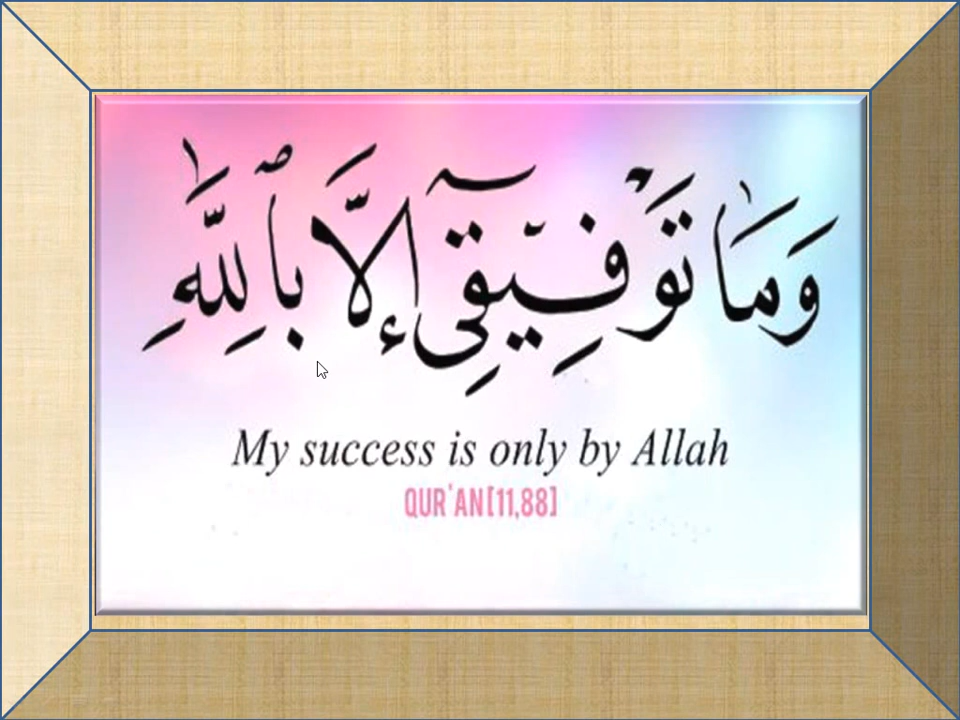 وَمَا تَوْفِيقِىٓ إِلَّا بِٱللَّهِ
My success is only by Allah
QUR'AN[11,88]